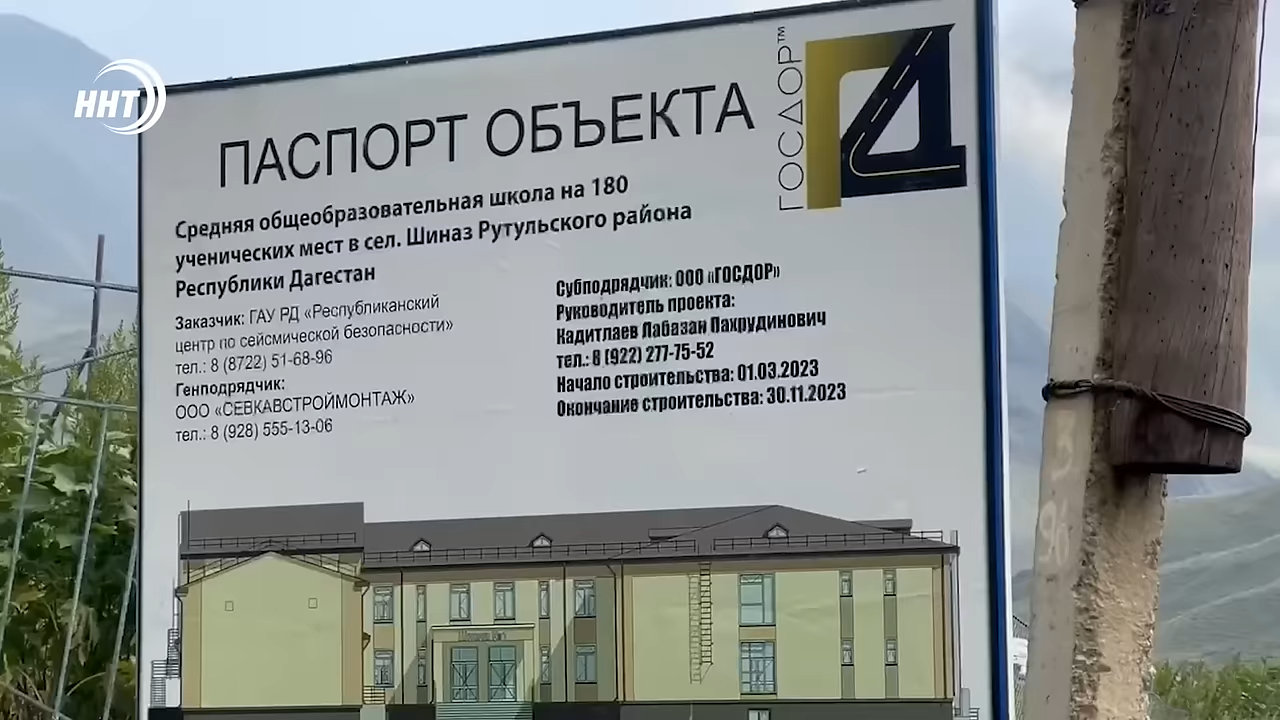 ННТ
ПАСПОРТ ОБЪЕКТА
ГОСДОР™
ГД
Средняя общеобразовательная школа на 180
ученических мест в сел. Шиназ Рутульского района
Республики Дагестан
Заказчик: ГАУ РД «Республиканский
центр по сейсмической безопасности»
тел.: 8 (8722) 51-68-96
Генподрядчик:
ООО «СЕВКАВСТРОЙМОНТАЖ»
тел.: 8 (928) 555-13-06
Субподрядчик: ООО «ГОСДОР»
Руководитель проекта:
Кадитлаев Лабазан Пахрудинович
тел.: 8 (922) 277-75-52
Начало строительства: 01.03.2023
Окончание строительства: 30.11.2023